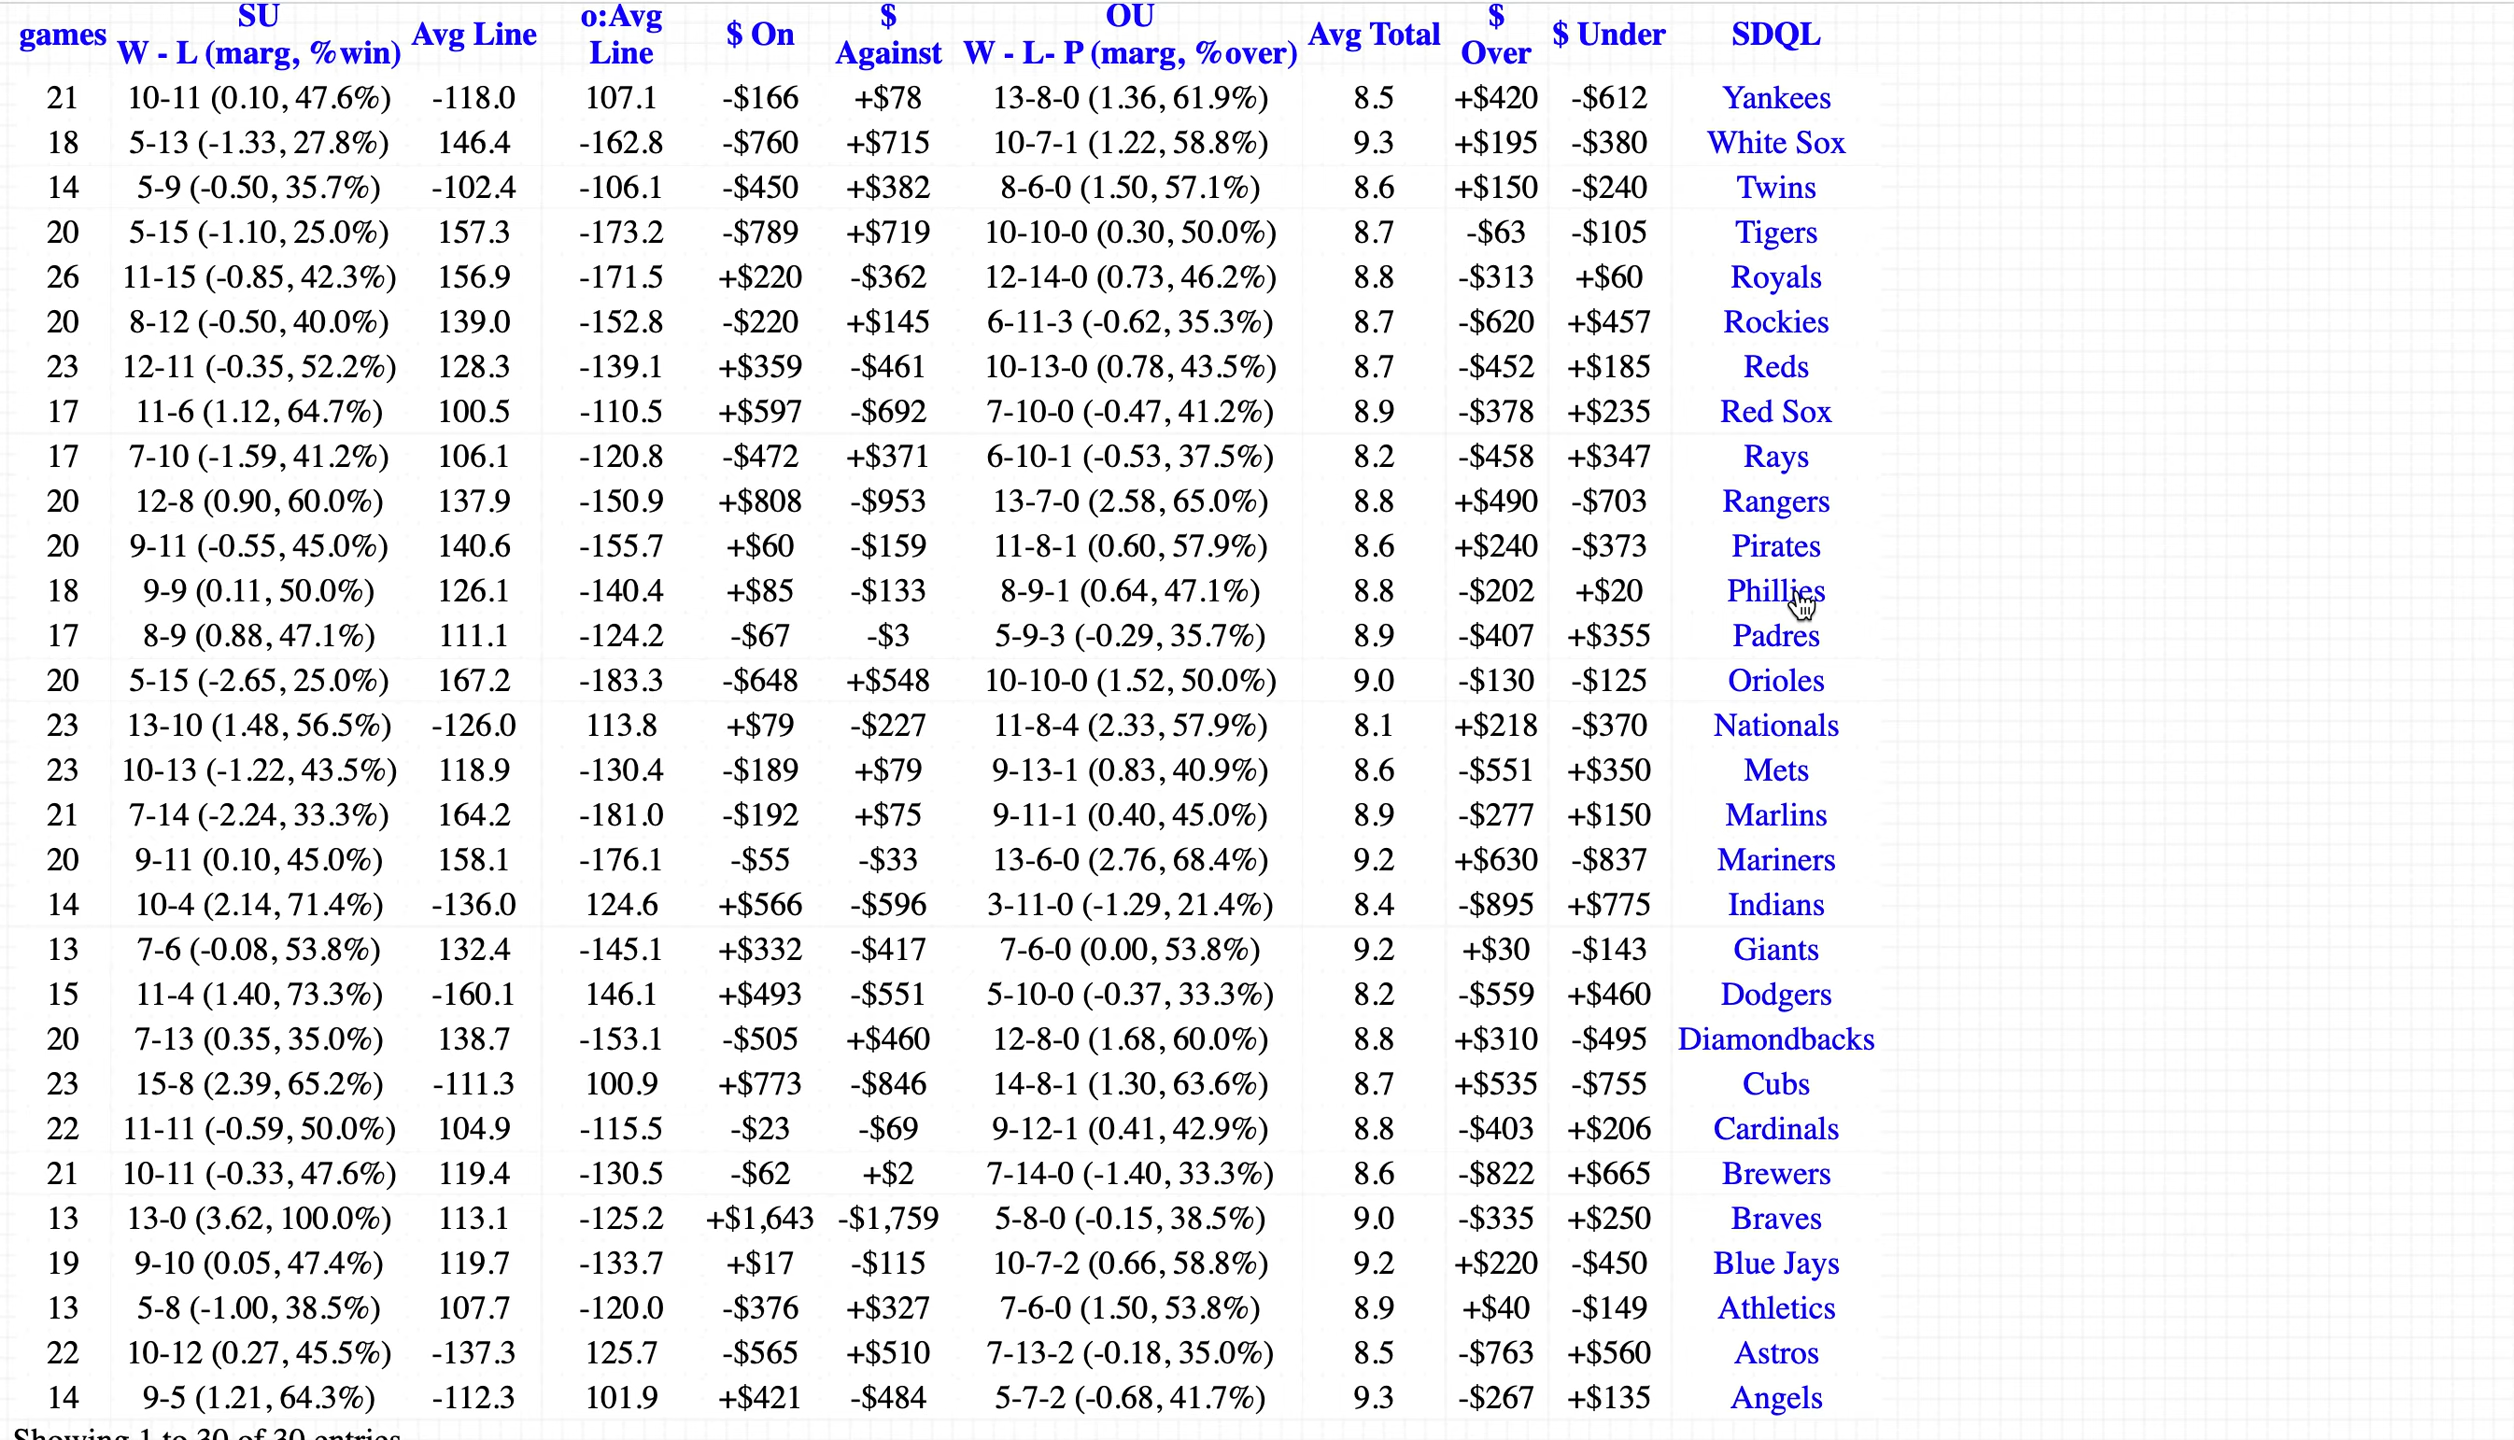 games SU W - L (marg, %win) Avg Line o:Avg Line $ On $ Against OU W - L- P (marg, %over) Avg Total $ Over $ Under SDQL
21 10-11 (0.10, 47.6%) -118.0 107.1 -$166 +$78 13-8-0 (1.36, 61.9%) 8.5 +$420 -$612 Yankees
18 5-13 (-1.33, 27.8%) 146.4 -162.8 -$760 +$715 10-7-1 (1.22, 58.8%) 9.3 +$195 -$380 White Sox
14 5-9 (-0.50, 35.7%) -102.4 -106.1 -$450 +$382 8-6-0 (1.50, 57.1%) 8.6 +$150 -$240 Twins
20 5-15 (-1.10, 25.0%) 157.3 -173.2 -$789 +$719 10-10-0 (0.30, 50.0%) 8.7 -$63 -$105 Tigers
26 11-15 (-0.85, 42.3%) 156.9 -171.5 +$220 -$362 12-14-0 (0.73, 46.2%) 8.8 -$313 +$60 Royals
20 8-12 (-0.50, 40.0%) 139.0 -152.8 -$220 +$145 6-11-3 (-0.62, 35.3%) 8.7 -$620 +$457 Rockies
23 12-11 (-0.35, 52.2%) 128.3 -139.1 +$359 -$461 10-13-0 (0.78, 43.5%) 8.7 -$452 +$185 Reds
17 11-6 (1.12, 64.7%) 100.5 -110.5 +$597 -$692 7-10-0 (-0.47, 41.2%) 8.9 -$378 +$235 Red Sox
17 7-10 (-1.59, 41.2%) 106.1 -120.8 -$472 +$371 6-10-1 (-0.53, 37.5%) 8.2 -$458 +$347 Rays
20 12-8 (0.90, 60.0%) 137.9 -150.9 +$808 -$953 13-7-0 (2.58, 65.0%) 8.8 +$490 -$703 Rangers
20 9-11 (-0.55, 45.0%) 140.6 -155.7 +$60 -$159 11-8-1 (0.60, 57.9%) 8.6 +$240 -$373 Pirates
18 9-9 (0.11, 50.0%) 126.1 -140.4 +$85 -$133 8-9-1 (0.64, 47.1%) 8.8 -$202 +$20 Phillies
17 8-9 (0.88, 47.1%) 111.1 -124.2 -$67 -$3 5-9-3 (-0.29, 35.7%) 8.9 -$407 +$355 Padres
20 5-15 (-2.65, 25.0%) 167.2 -183.3 -$648 +$548 10-10-0 (1.52, 50.0%) 9.0 -$130 -$125 Orioles
23 13-10 (1.48, 56.5%) -126.0 113.8 +$79 -$227 11-8-4 (2.33, 57.9%) 8.1 +$218 -$370 Nationals
23 10-13 (-1.22, 43.5%) 118.9 -130.4 -$189 +$79 9-13-1 (0.83, 40.9%) 8.6 -$551 +$350 Mets
21 7-14 (-2.24, 33.3%) 164.2 -181.0 -$192 +$75 9-11-1 (0.40, 45.0%) 8.9 -$277 +$150 Marlins
20 9-11 (0.10, 45.0%) 158.1 -176.1 -$55 -$33 13-6-0 (2.76, 68.4%) 9.2 +$630 -$837 Mariners
14 10-4 (2.14, 71.4%) -136.0 124.6 +$566 -$596 3-11-0 (-1.29, 21.4%) 8.4 -$895 +$775 Indians
13 7-6 (-0.08, 53.8%) 132.4 -145.1 +$332 -$417 7-6-0 (0.00, 53.8%) 9.2 +$30 -$143 Giants
15 11-4 (1.40, 73.3%) -160.1 146.1 +$493 -$551 5-10-0 (-0.37, 33.3%) 8.2 -$559 +$460 Dodgers
20 7-13 (0.35, 35.0%) 138.7 -153.1 -$505 +$460 12-8-0 (1.68, 60.0%) 8.8 +$310 -$495 Diamondbacks
23 15-8 (2.39, 65.2%) -111.3 100.9 +$773 -$846 14-8-1 (1.30, 63.6%) 8.7 +$535 -$755 Cubs
22 11-11 (-0.59, 50.0%) 104.9 -115.5 -$23 -$69 9-12-1 (0.41, 42.9%) 8.8 -$403 +$206 Cardinals
21 10-11 (-0.33, 47.6%) 119.4 -130.5 -$62 +$2 7-14-0 (-1.40, 33.3%) 8.6 -$822 +$665 Brewers
13 13-0 (3.62, 100.0%) 113.1 -125.2 +$1,643 -$1,759 5-8-0 (-0.15, 38.5%) 9.0 -$335 +$250 Braves
19 9-10 (0.05, 47.4%) 119.7 -133.7 +$17 -$115 10-7-2 (0.66, 58.8%) 9.2 +$220 -$450 Blue Jays
13 5-8 (-1.00, 38.5%) 107.7 -120.0 -$376 +$327 7-6-0 (1.50, 53.8%) 8.9 +$40 -$149 Athletics
22 10-12 (0.27, 45.5%) -137.3 125.7 -$565 +$510 7-13-2 (-0.18, 35.0%) 8.5 -$763 +$560 Astros
14 9-5 (1.21, 64.3%) -112.3 101.9 +$421 -$484 5-7-2 (-0.68, 41.7%) 9.3 -$267 +$135 Angels
Showing 1 to 30 of 30 entries